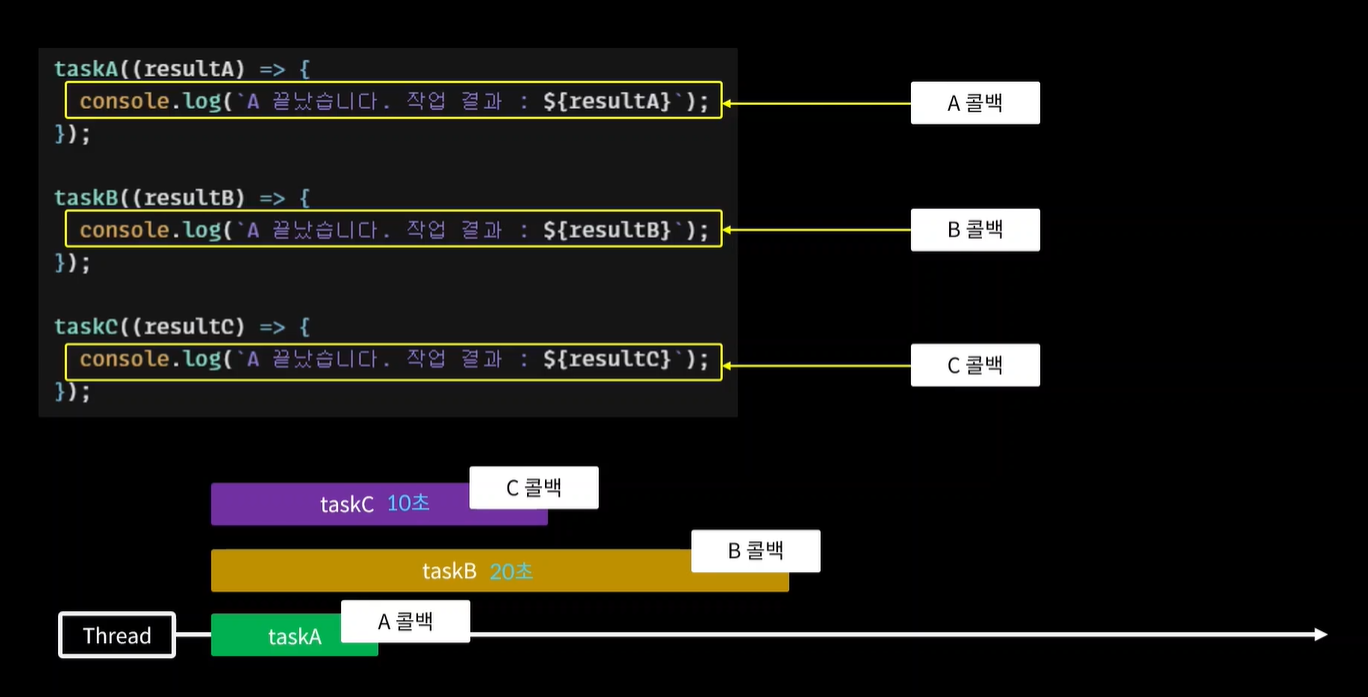 taskA((resultA) => {
console.log(`A 끝났습니다. 작업 결과 : ${resultA}`);
A 콜백
});
taskB((resultB) => {
console.log(`A 끝났습니다. 작업 결과 : ${resultB}`);
B 콜백
});
taskC((resultC) => {
console.log(`A 끝났습니다. 작업 결과 : ${resultC}`);
C 콜백
});
C 콜백
taskC 10초
B 콜백
taskB 20초
A 콜백
Thread
taskA